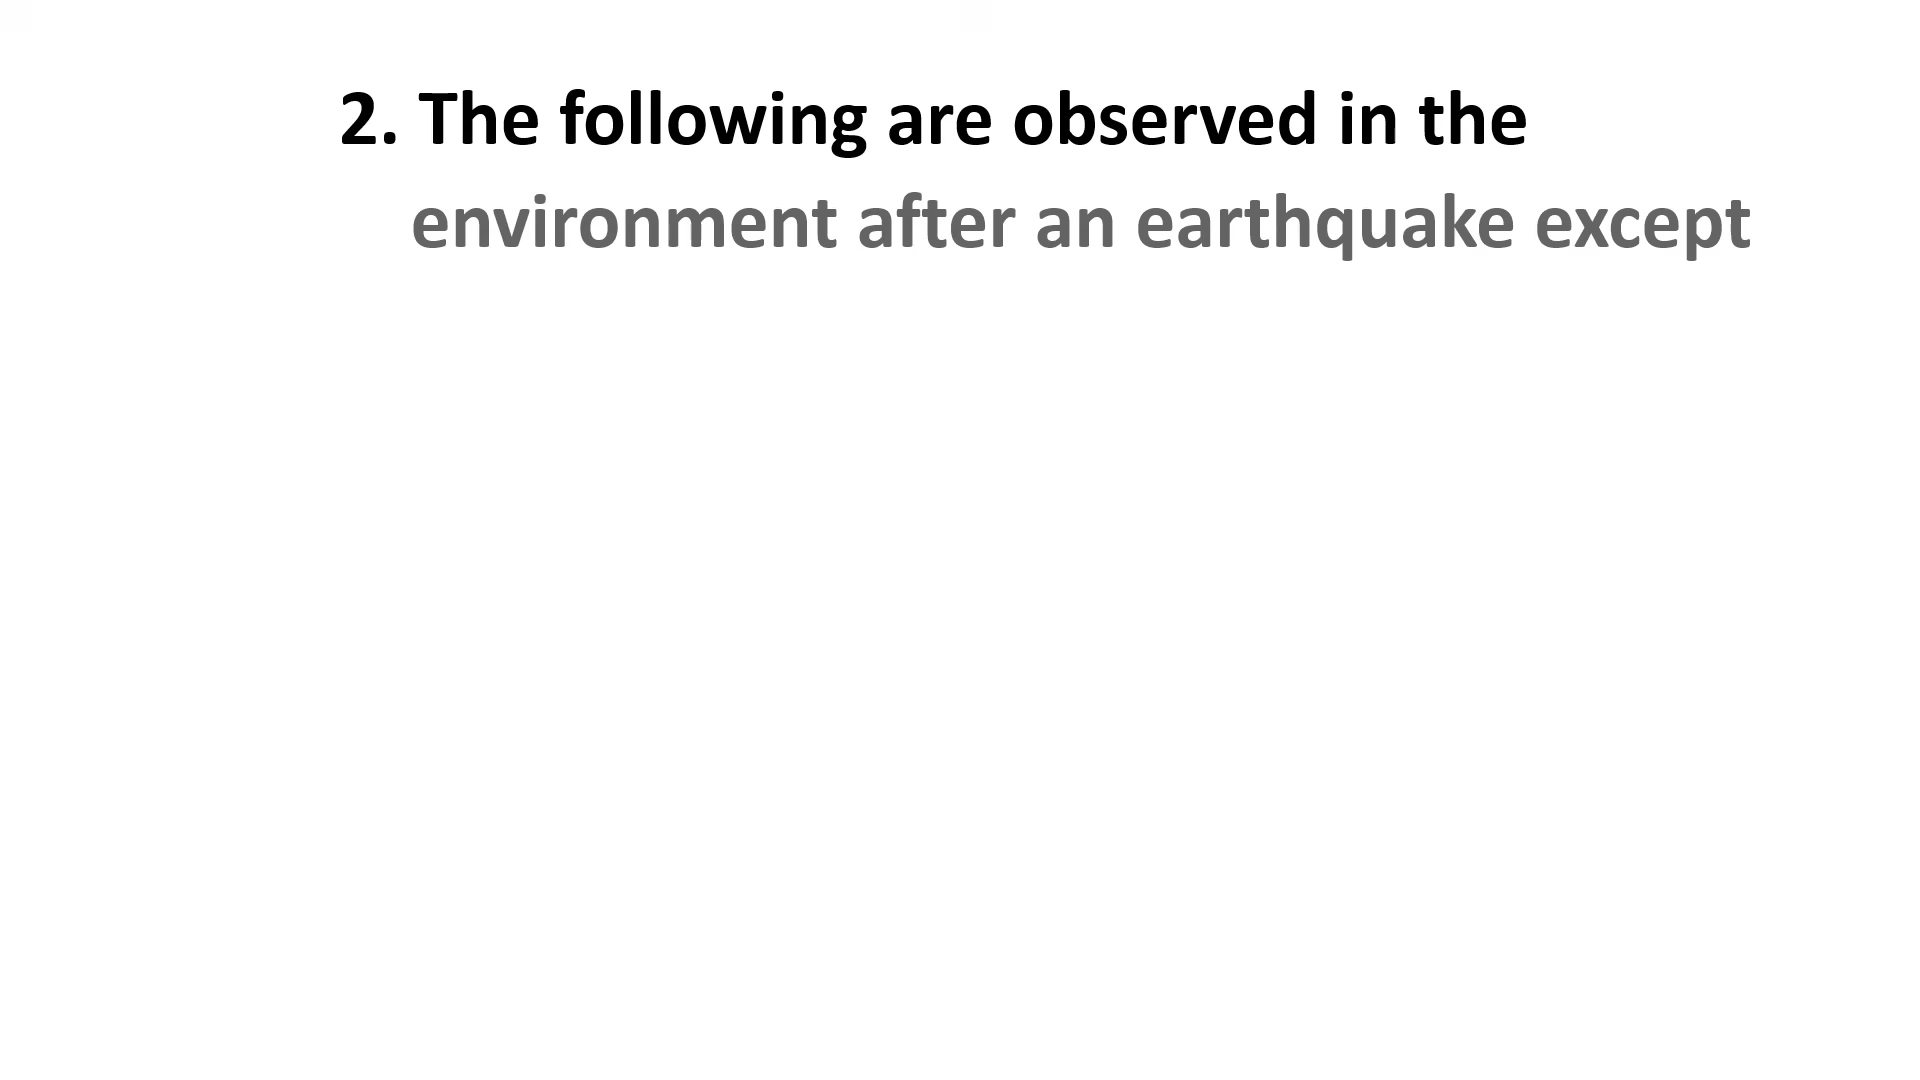 2. The following are observed in the
environment after an earthquake except